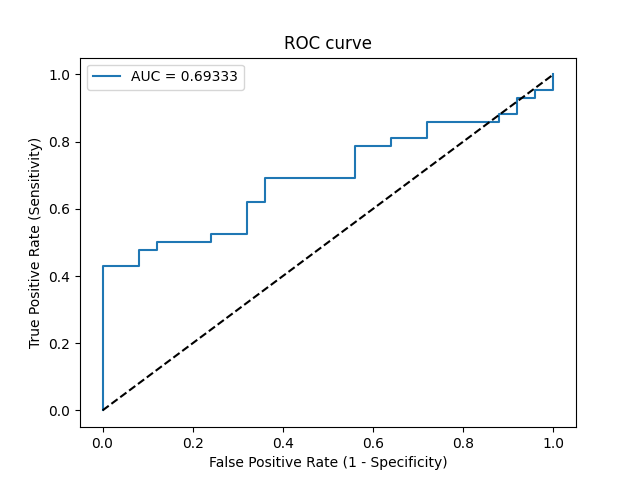 ROC curve
AUC = 0.69333
True Positive Rate (Sensitivity)
1.0
0.8
0.6
0.4
0.2
0.0
0.0 0.2 0.4 0.6 0.8 1.0
False Positive Rate (1 - Specificity)